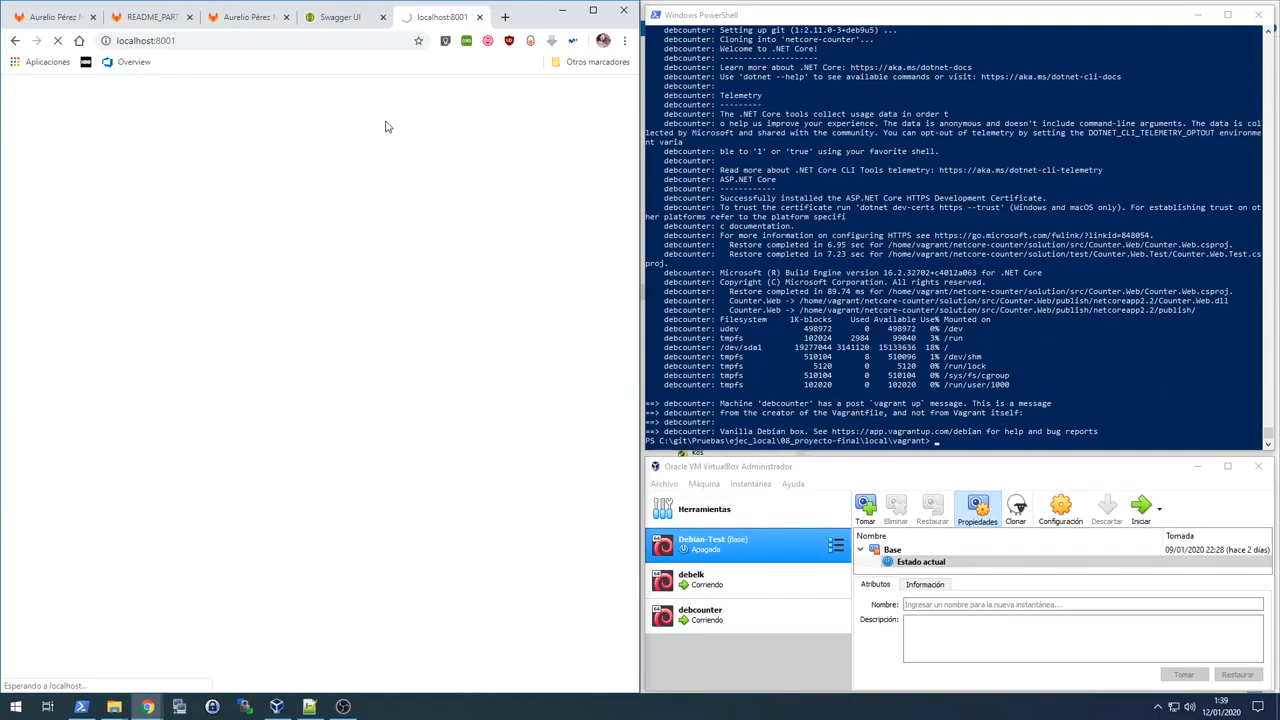 Aurelio Pérez M
README_PART
Aurelio Pérez M
Swagger UI
localhost:8001
localhost:8001
Aplicaciones
Overview
Otros marcadores
Esperando a localhost...
Windows PowerShell
debcounter: Setting up git (1:2.11.0-3+deb9u5) ...
debcounter: Cloning into 'netcore-counter'...
debcounter: Welcome to .NET Core!
debcounter: ---------------------
debcounter: Learn more about .NET Core: https://aka.ms/dotnet-docs
debcounter: Use 'dotnet --help' to see available commands or visit: https://aka.ms/dotnet-cli-docs
debcounter:
debcounter: Telemetry
debcounter: ---------
debcounter: The .NET Core tools collect usage data in order t
debcounter: o help us improve your experience. The data is anonymous and doesn't include command-line arguments. The data is col
lected by Microsoft and shared with the community. You can opt-out of telemetry by setting the DOTNET_CLI_TELEMETRY_OPTOUT environme
nt varia
debcounter: ble to '1' or 'true' using your favorite shell.
debcounter:
debcounter: Read more about .NET Core CLI Tools telemetry: https://aka.ms/dotnet-cli-telemetry
debcounter: ASP.NET Core
debcounter: ------------
debcounter: Successfully installed the ASP.NET Core HTTPS Development Certificate.
debcounter: To trust the certificate run 'dotnet dev-certs https --trust' (Windows and macOS only). For establishing trust on ot
her platforms refer to the platform specifi
debcounter: c documentation.
debcounter: For more information on configuring HTTPS see https://go.microsoft.com/fwlink/?linkid=848054.
debcounter:   Restore completed in 6.95 sec for /home/vagrant/netcore-counter/solution/src/Counter.Web/Counter.Web.csproj.
debcounter:   Restore completed in 7.23 sec for /home/vagrant/netcore-counter/solution/test/Counter.Web.Test/Counter.Web.Test.cs
proj.
debcounter: Microsoft (R) Build Engine version 16.2.32702+c4012a063 for .NET Core
debcounter: Copyright (C) Microsoft Corporation. All rights reserved.
debcounter:   Restore completed in 89.74 ms for /home/vagrant/netcore-counter/solution/src/Counter.Web/Counter.Web.csproj.
debcounter:   Counter.Web -> /home/vagrant/netcore-counter/solution/src/Counter.Web/publish/netcoreapp2.2/Counter.Web.dll
debcounter:   Counter.Web -> /home/vagrant/netcore-counter/solution/src/Counter.Web/publish/netcoreapp2.2/publish/
debcounter: Filesystem     1K-blocks    Used Available Use% Mounted on
debcounter: udev              498972       0    498972   0% /dev
debcounter: tmpfs             102024    2984     99040   3% /run
debcounter: /dev/sda1       19277044 3141120  15133636  18% /
debcounter: tmpfs             510104       8    510096   1% /dev/shm
debcounter: tmpfs               5120       0      5120   0% /run/lock
debcounter: tmpfs             510104       0    510104   0% /sys/fs/cgroup
debcounter: tmpfs             102020       0    102020   0% /run/user/1000
==> debcounter: Machine 'debcounter' has a post `vagrant up` message. This is a message
==> debcounter: from the creator of the Vagrantfile, and not from Vagrant itself:
==> debcounter:
==> debcounter: Vanilla Debian box. See https://app.vagrantup.com/debian for help and bug reports
PS C:\git\Pruebas\ejec_local\08_proyecto-final\local\vagrant>
kos
Oracle VM VirtualBox Administrador
Archivo Máquina Instantánea Ayuda
Herramientas
Tomar Eliminar Restaurar Propiedades Clonar Configuración Descartar Iniciar
Debian-Test (Base)
Apagada
debelk
Corriendo
debcounter
Corriendo
Nombre Tomada
Base 09/01/2020 22:28 (hace 2 días)
Estado actual
Atributos Información
Nombre: Ingresar un nombre para la nueva instantánea...
Descripción:
Tomar Restaurar
1:39
12/01/2020